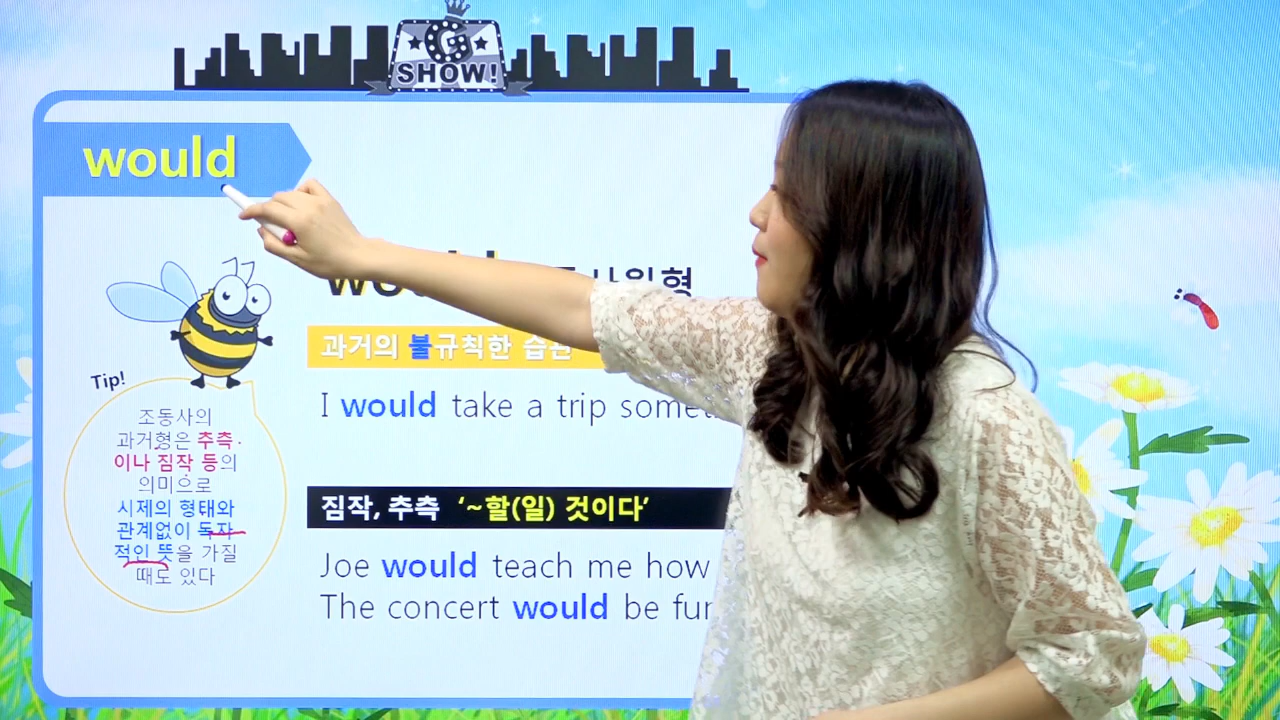 G
SHOW!
would
과거의 불규칙한 습관
I would take a trip
짐작, 추측 ‘~할(일) 것이다’
Joe would teach me how
The concert would be
Tip!
조동사의
과거형은 추측·
이나 짐작 등의
의미으로
시제의 형태와
관계없이 독자
적인 뜻을 가질
때도 있다